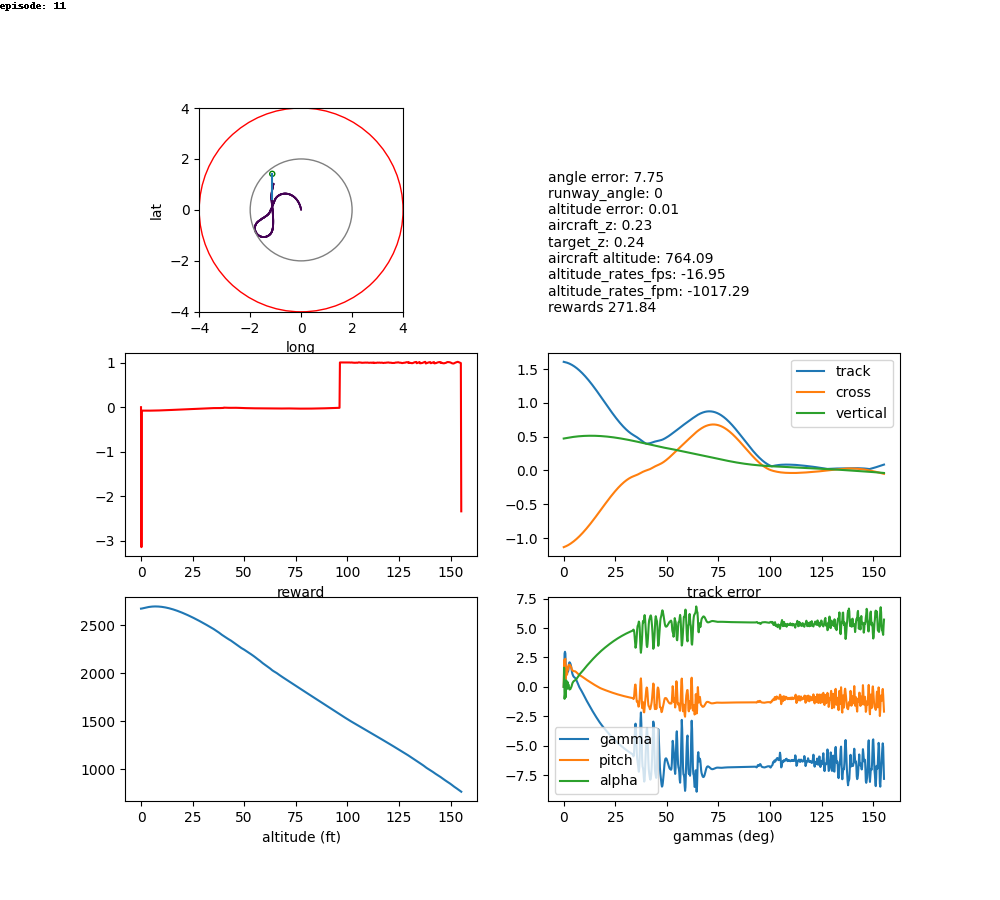 episode: 11
4
2
0
−2
−4
lat
−4 −2 0 2 4
long
angle error: 7.75
runway_angle: 0
altitude error: 0.01
aircraft_z: 0.23
target_z: 0.24
aircraft altitude: 764.09
altitude_rates_fps: -16.95
altitude_rates_fpm: -1017.29
rewards 271.84
1
0
−1
−2
−3
0 25 50 75 100 125 150
reward
1.5
1.0
0.5
0.0
−0.5
−1.0
track
cross
vertical
0 25 50 75 100 125 150
track error
2500
2000
1500
1000
0 25 50 75 100 125 150
altitude (ft)
7.5
5.0
2.5
0.0
−2.5
−5.0
−7.5
gamma
pitch
alpha
0 25 50 75 100 125 150
gammas (deg)